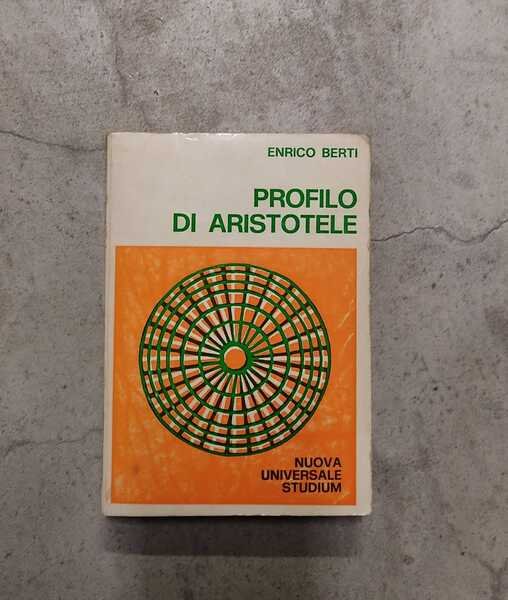 ENRICO BERTI
PROFILO
DI ARISTOTELE
NUOVA
UNIVERSALE
STUDIUM